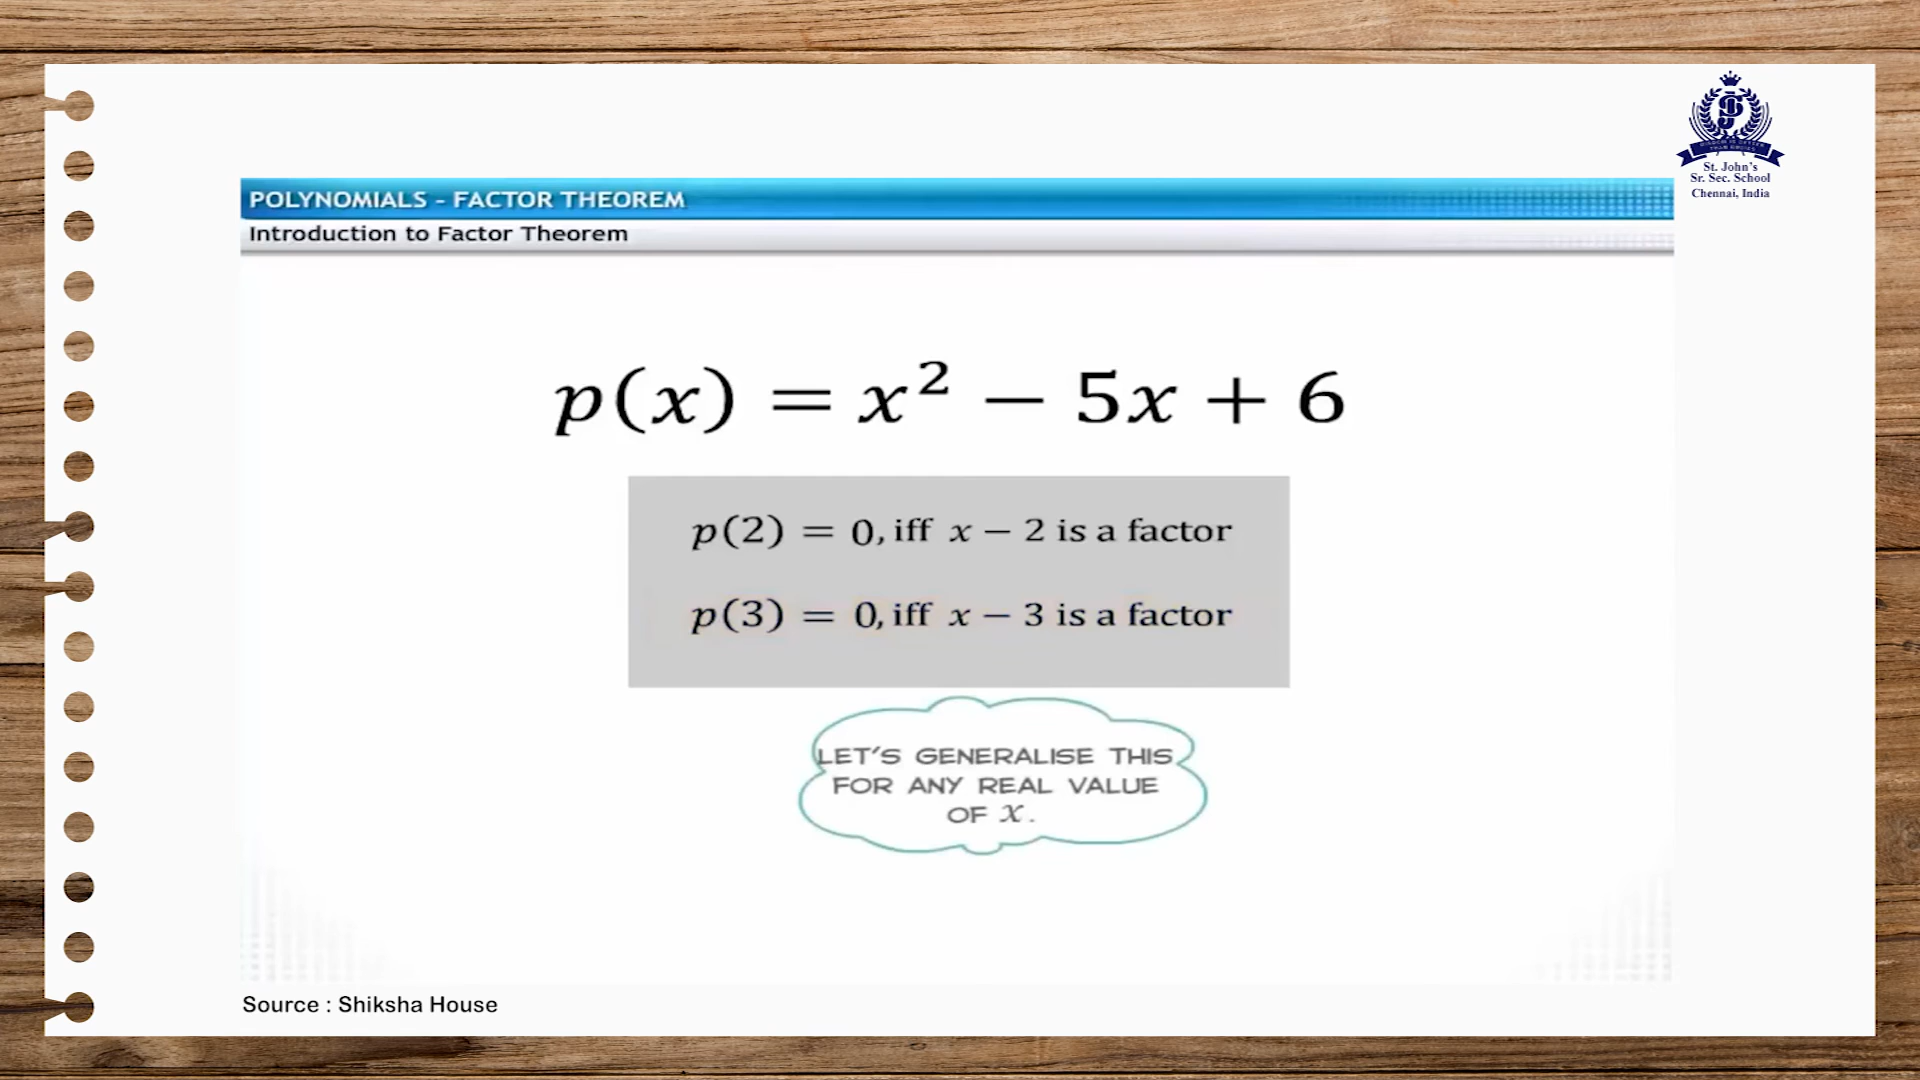 St. John's
Sr. Sec. School
Chennai, India
POLYNOMIALS - FACTOR THEOREM
Introduction to Factor Theorem
p(x) = x² − 5x + 6
p(2) = 0, iff x − 2 is a factor
p(3) = 0, iff x − 3 is a factor
LET'S GENERALISE THIS
FOR ANY REAL VALUE
OF x.
Source : Shiksha House